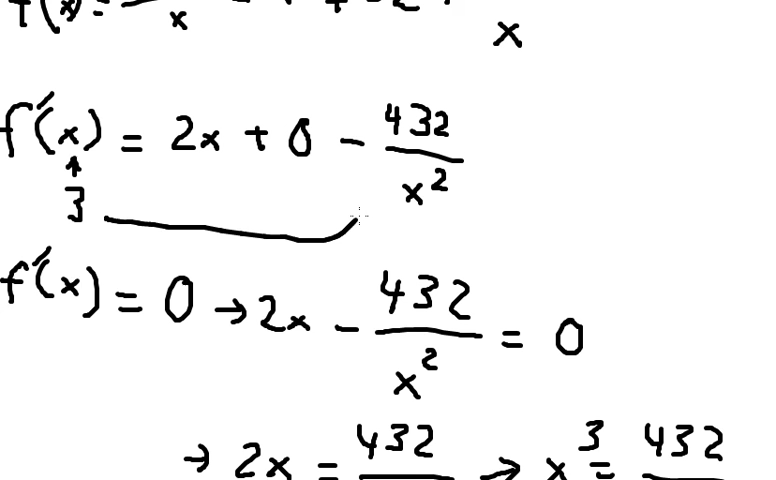 f'(x) = 2x + 0 - 432/x²
↑
3
f'(x) = 0 → 2x - 432/x² = 0
→ 2x = 432 → x³ = 432